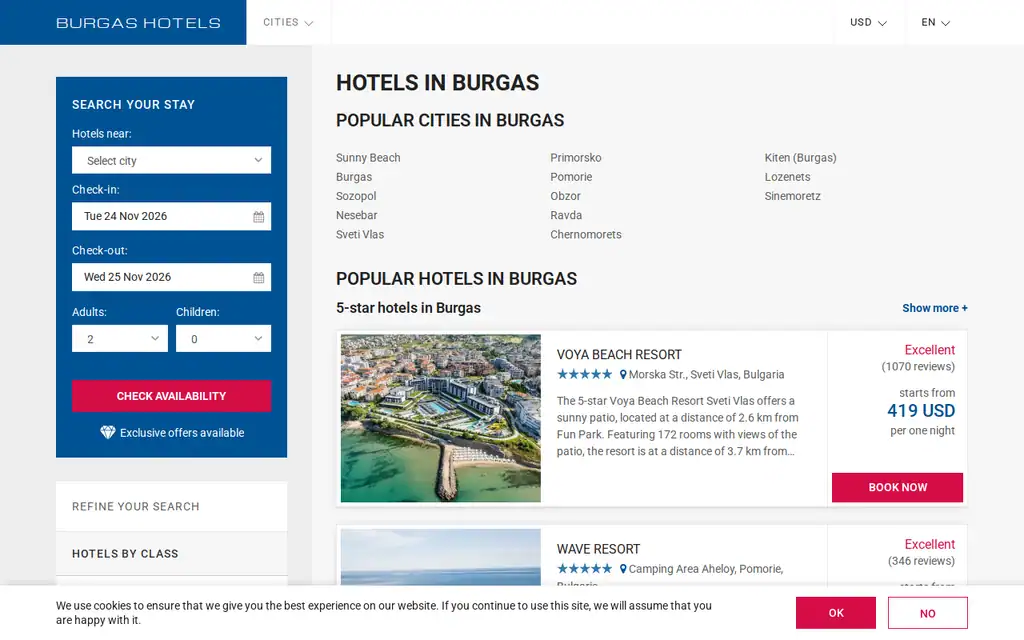 BURGAS HOTELS
CITIES
USD
EN
SEARCH YOUR STAY
Hotels near:
Select city
Check-in:
Tue 24 Nov 2026
Check-out:
Wed 25 Nov 2026
Adults:
Children:
2
0
CHECK AVAILABILITY
Exclusive offers available
REFINE YOUR SEARCH
HOTELS BY CLASS
HOTELS IN BURGAS
POPULAR CITIES IN BURGAS
Sunny Beach
Burgas
Sozopol
Nesebar
Sveti Vlas
Primorsko
Pomorie
Obzor
Ravda
Chernomorets
Kiten (Burgas)
Lozenets
Sinemoretz
POPULAR HOTELS IN BURGAS
5-star hotels in Burgas
Show more +
VOYA BEACH RESORT
Morska Str., Sveti Vlas, Bulgaria
The 5-star Voya Beach Resort Sveti Vlas offers a
sunny patio, located at a distance of 2.6 km from
Fun Park. Featuring 172 rooms with views of the
patio, the resort is at a distance of 3.7 km from...
Excellent
(1070 reviews)
starts from
419 USD
per one night
BOOK NOW
WAVE RESORT
Camping Area Aheloy, Pomorie,
Bulgaria
Excellent
(346 reviews)
starts from
We use cookies to ensure that we give you the best experience on our website. If you continue to use this site, we will assume that you
are happy with it.
OK
NO